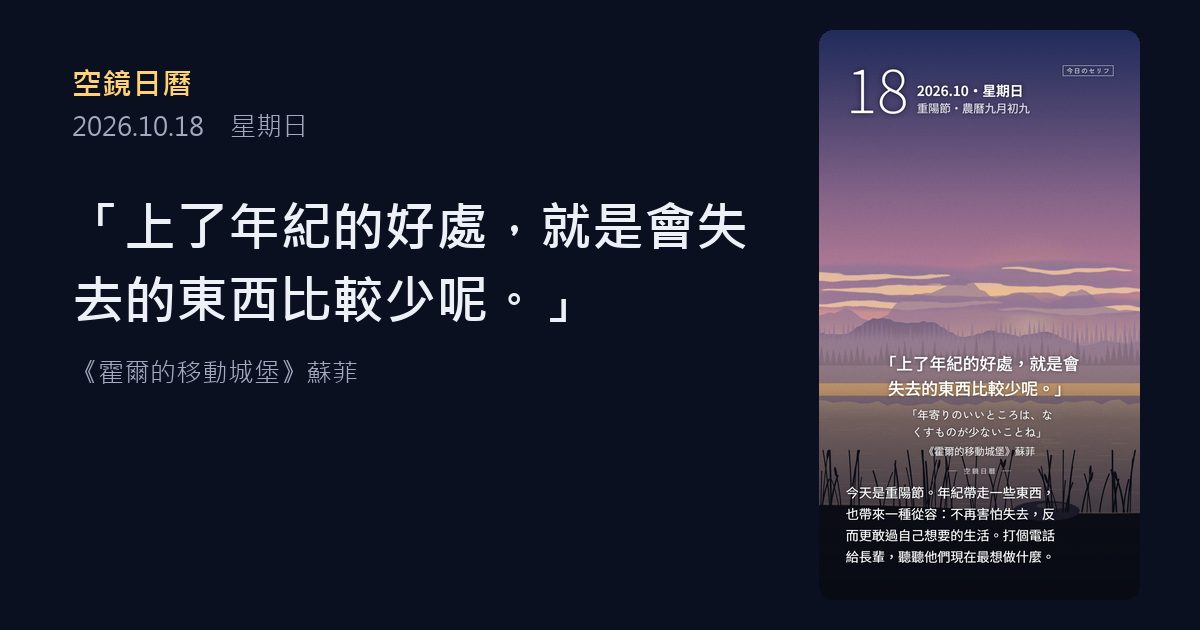 空鏡日曆
2026.10.18　星期日
「上了年紀的好處，就是會失
去的東西比較少呢。」
《霍爾的移動城堡》蘇菲
今日のセリフ
18
2026.10・星期日
重陽節・農曆九月初九
「上了年紀的好處，就是會
失去的東西比較少呢。」
「年寄りのいいところは、な
くすものが少ないことね」
《霍爾的移動城堡》蘇菲
— 空鏡日曆 —
今天是重陽節。年紀帶走一些東西，
也帶來一種從容：不再害怕失去，反
而更敢過自己想要的生活。打個電話
給長輩，聽聽他們現在最想做什麼。